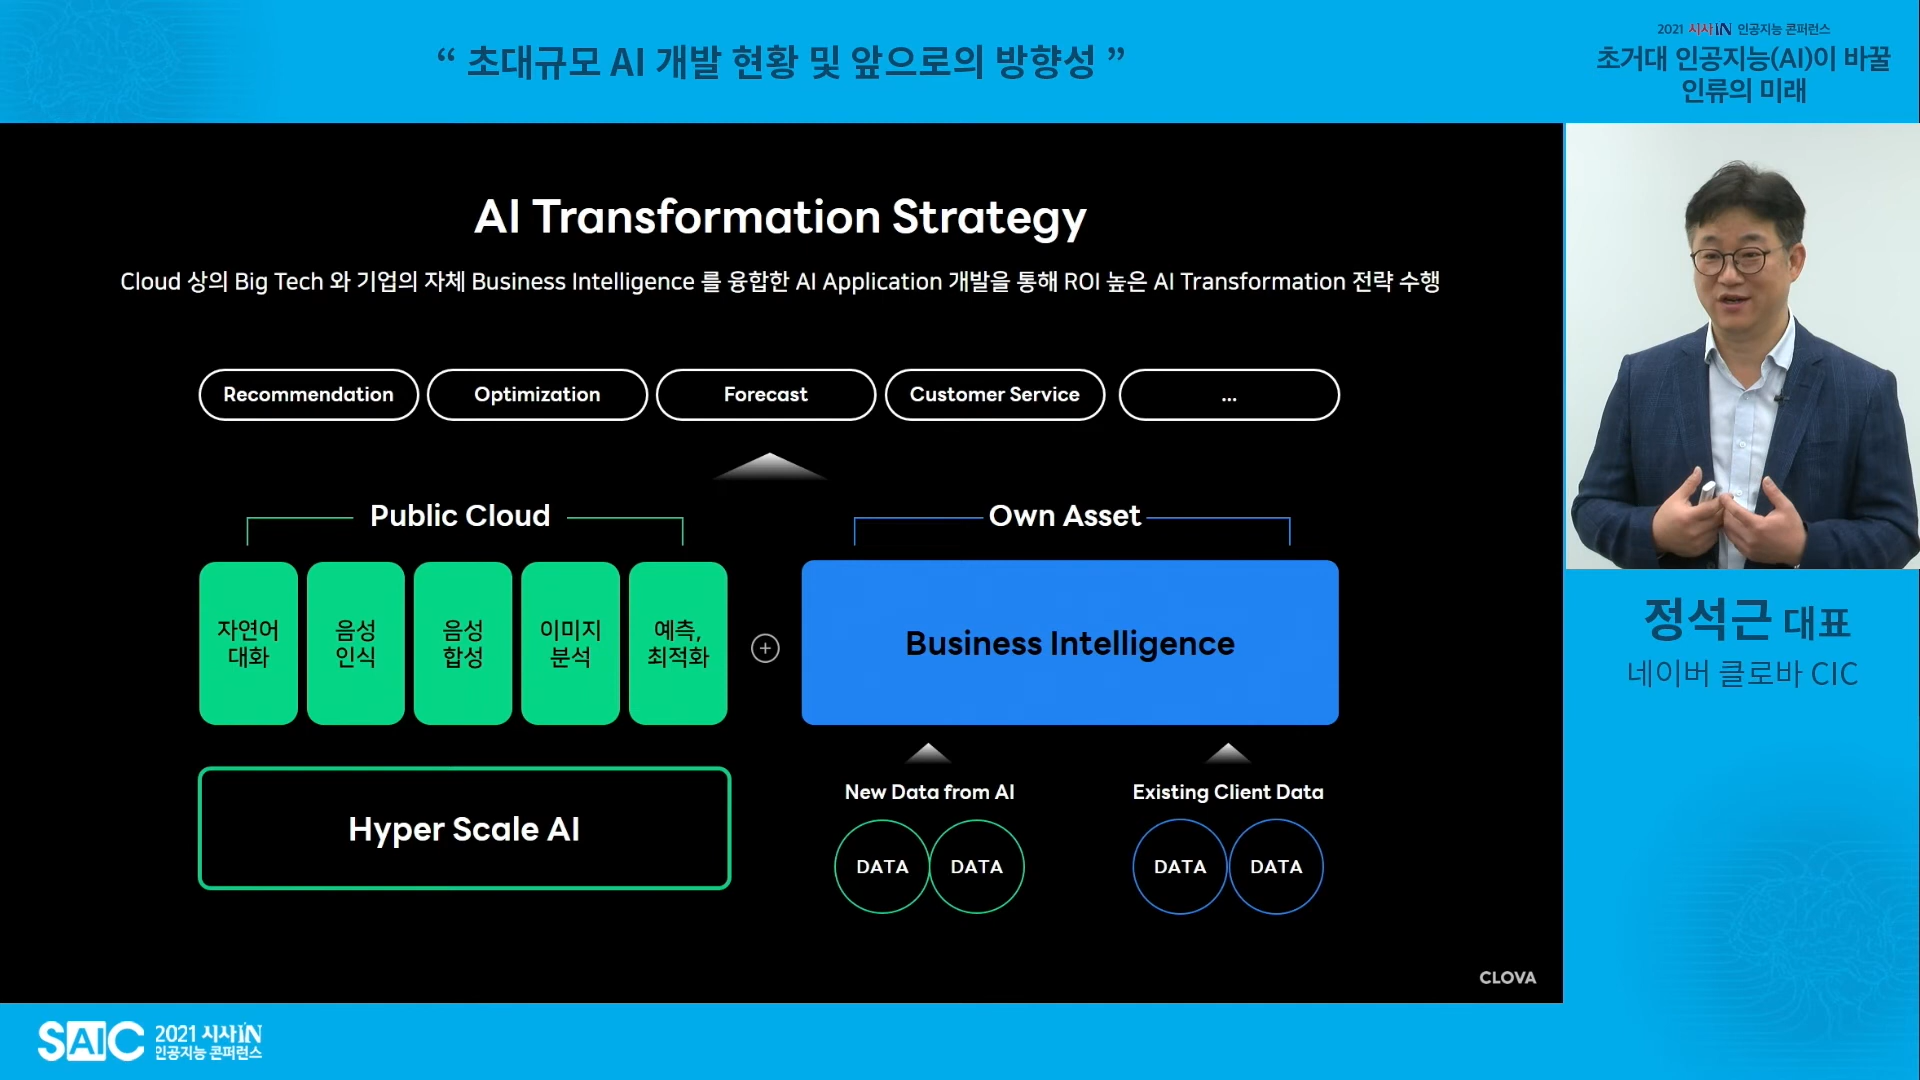 “ 초대규모 AI 개발 현황 및 앞으로의 방향성 ”
2021 시사IN 인공지능 콘퍼런스
초거대 인공지능(AI)이 바꿀
인류의 미래
AI Transformation Strategy
Cloud 상의 Big Tech 와 기업의 자체 Business Intelligence 를 융합한 AI Application 개발을 통해 ROI 높은 AI Transformation 전략 수행
Recommendation
Optimization
Forecast
Customer Service
...
Public Cloud
자연어
대화
음성
인식
음성
합성
이미지
분석
예측,
최적화
+
Own Asset
Business Intelligence
Hyper Scale AI
New Data from AI
DATA
DATA
Existing Client Data
DATA
DATA
CLOVA
정석근 대표
네이버 클로바 CIC
SAIC
2021 시사IN
인공지능 콘퍼런스